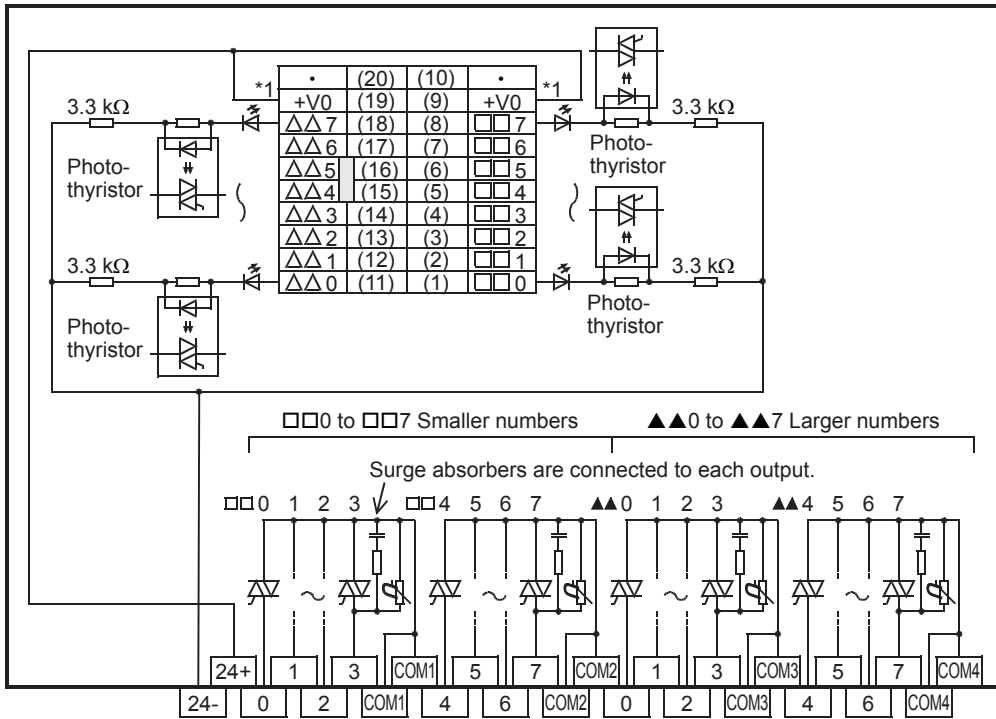 • (20) (10) •
*1 +V0 (19) (9) +V0 *1
3.3 kΩ △△7 (18) (8) □□7 3.3 kΩ
△△6 (17) (7) □□6
△△5 (16) (6) □□5
△△4 (15) (5) □□4
△△3 (14) (4) □□3
△△2 (13) (3) □□2
△△1 (12) (2) □□1
3.3 kΩ △△0 (11) (1) □□0 3.3 kΩ
Photo-
thyristor
Photo-
thyristor
Photo-
thyristor
Photo-
thyristor
□□0 to □□7 Smaller numbers ▲▲0 to ▲▲7 Larger numbers
Surge absorbers are connected to each output.
□□0 1 2 3 □□4 5 6 7 ▲▲0 1 2 3 ▲▲4 5 6 7
24+ 1 3 COM1 5 7 COM2 1 3 COM3 5 7 COM4
24- 0 2 COM1 4 6 COM2 0 2 COM3 4 6 COM4